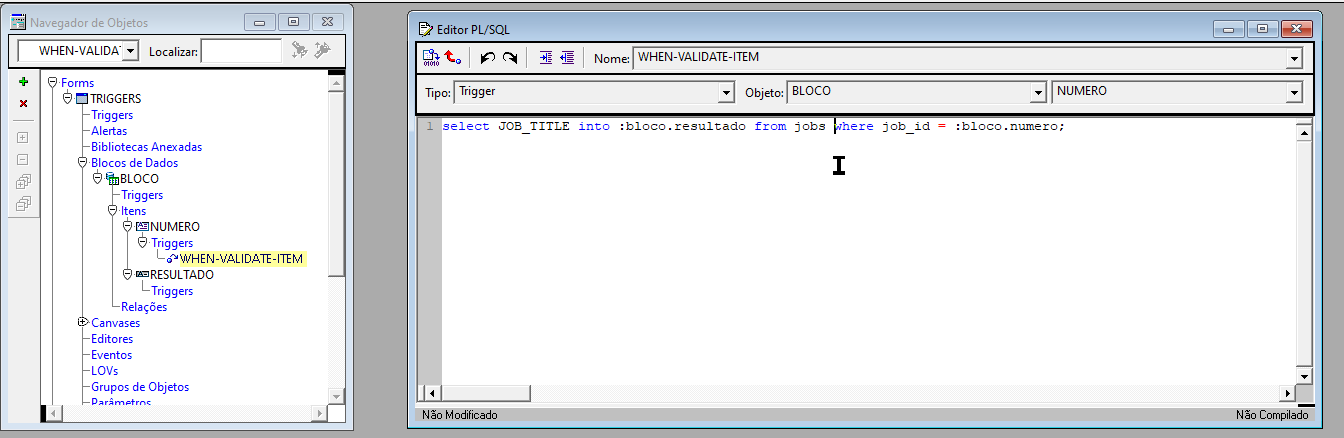 Navegador de Objetos
WHEN-VALIDA
Localizar:
Forms
TRIGGERS
Triggers
Alertas
Bibliotecas Anexadas
Blocos de Dados
BLOCO
Triggers
Itens
NUMERO
Triggers
WHEN-VALIDATE-ITEM
RESULTADO
Triggers
Relações
Canvases
Editores
Eventos
LOVs
Grupos de Objetos
Parâmetros
Editor PL/SQL
Nome: WHEN-VALIDATE-ITEM
Tipo: Trigger Objeto: BLOCO NUMERO
1 select JOB_TITLE into :bloco.resultado from jobs where job_id = :bloco.numero;
Não Modificado Não Compilado